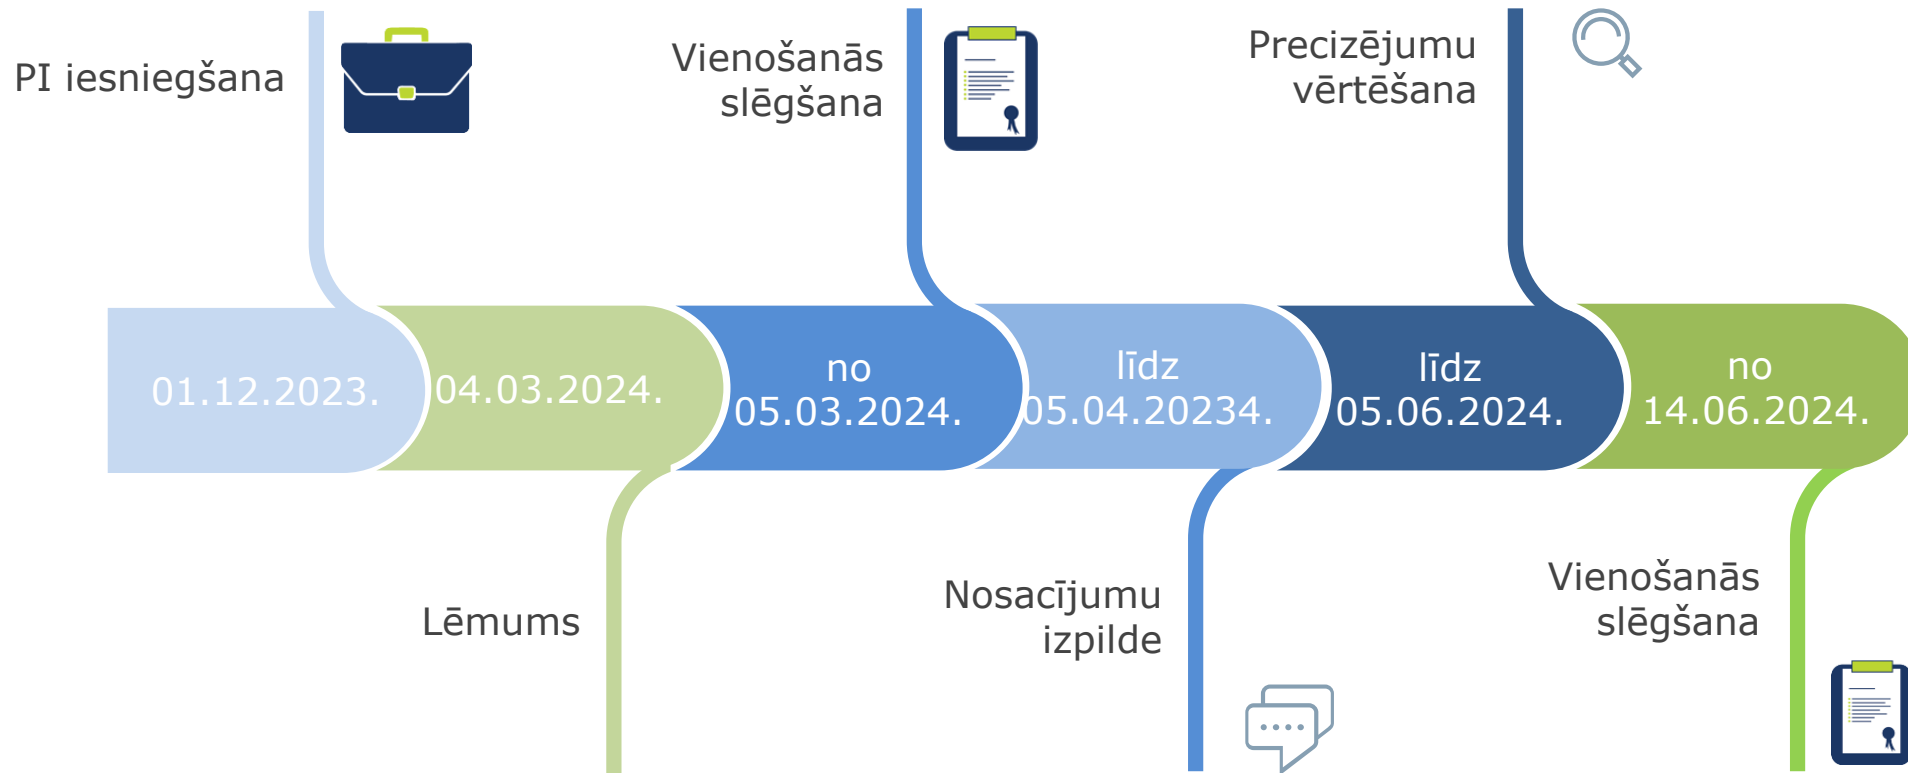 PI iesniegšana
Vienošanās
slēgšana
Precizējumu
vērtēšana
01.12.2023.
04.03.2024.
no
05.03.2024.
līdz
05.04.20234.
līdz
05.06.2024.
no
14.06.2024.
Lēmums
Nosacījumu
izpilde
Vienošanās
slēgšana